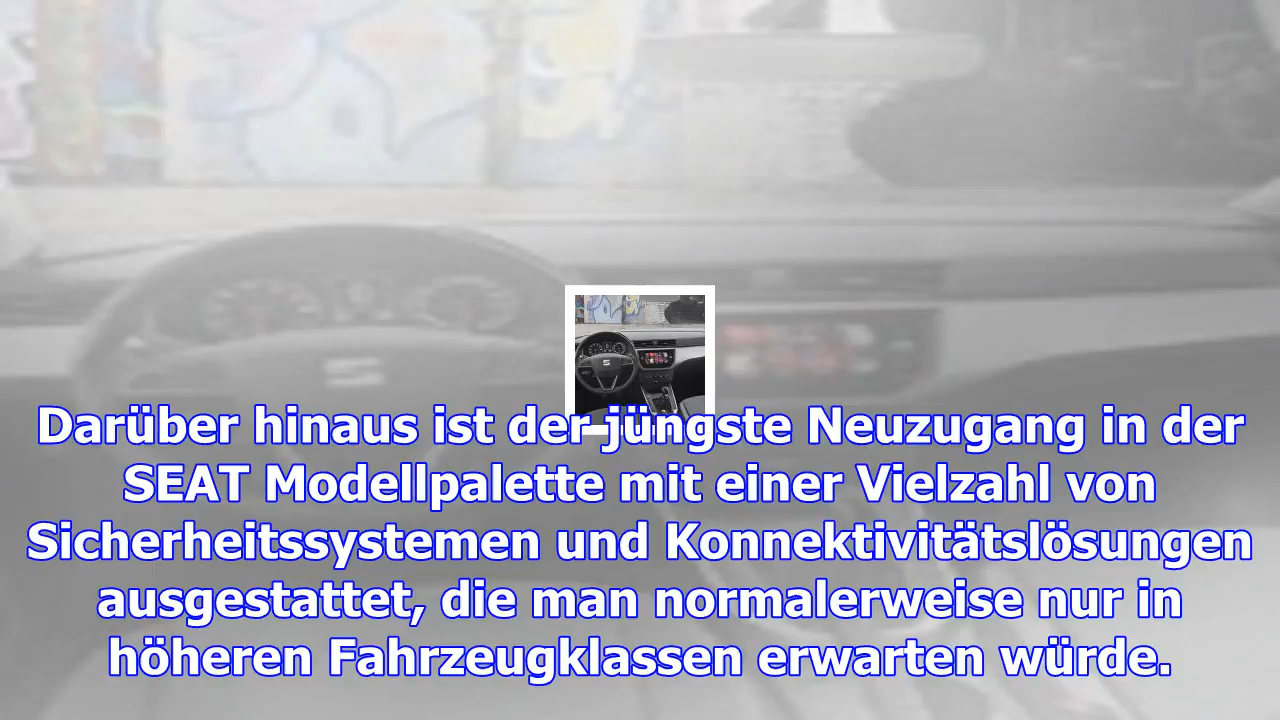 Darüber hinaus ist der jüngste Neuzugang in der
SEAT Modellpalette mit einer Vielzahl von
Sicherheitssystemen und Konnektivitätslösungen
ausgestattet, die man normalerweise nur in
höheren Fahrzeugklassen erwarten würde.